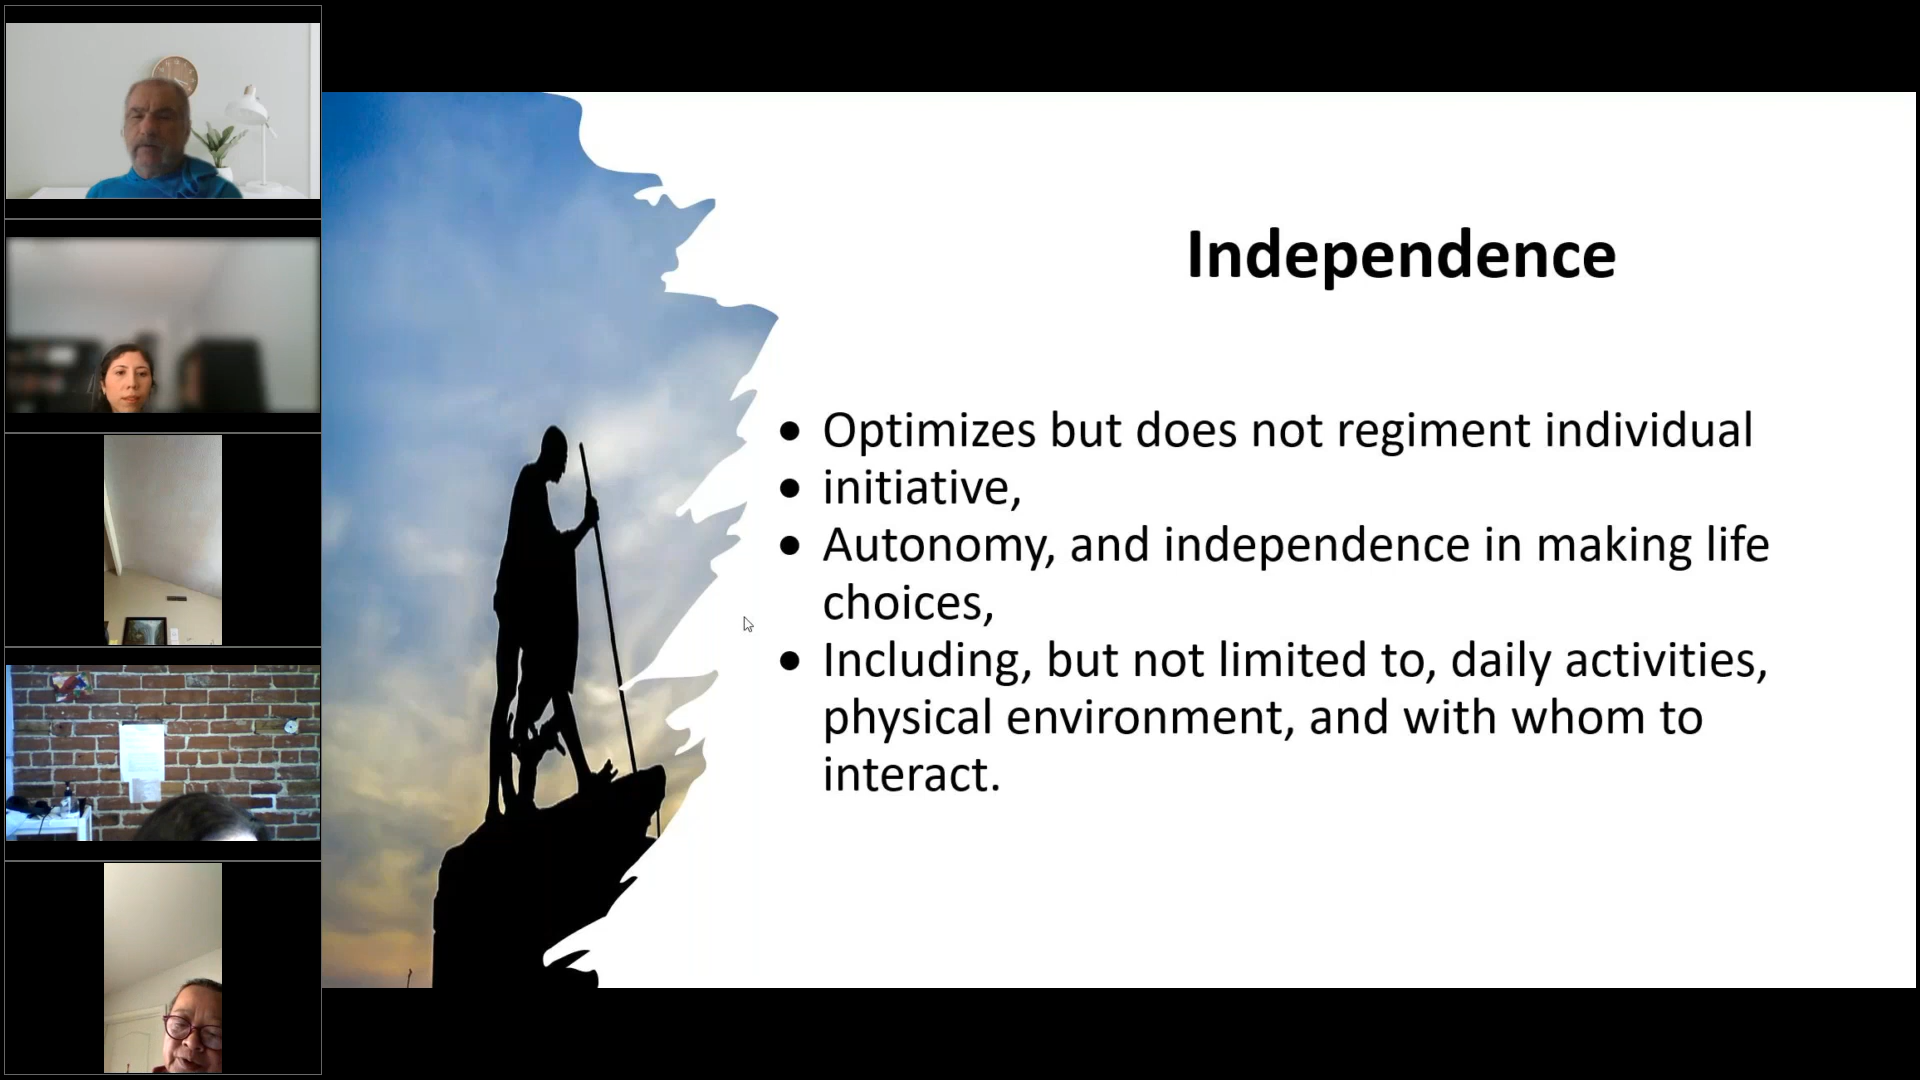 Independence
• Optimizes but does not regiment individual
• initiative,
• Autonomy, and independence in making life
choices,
• Including, but not limited to, daily activities,
physical environment, and with whom to
interact.